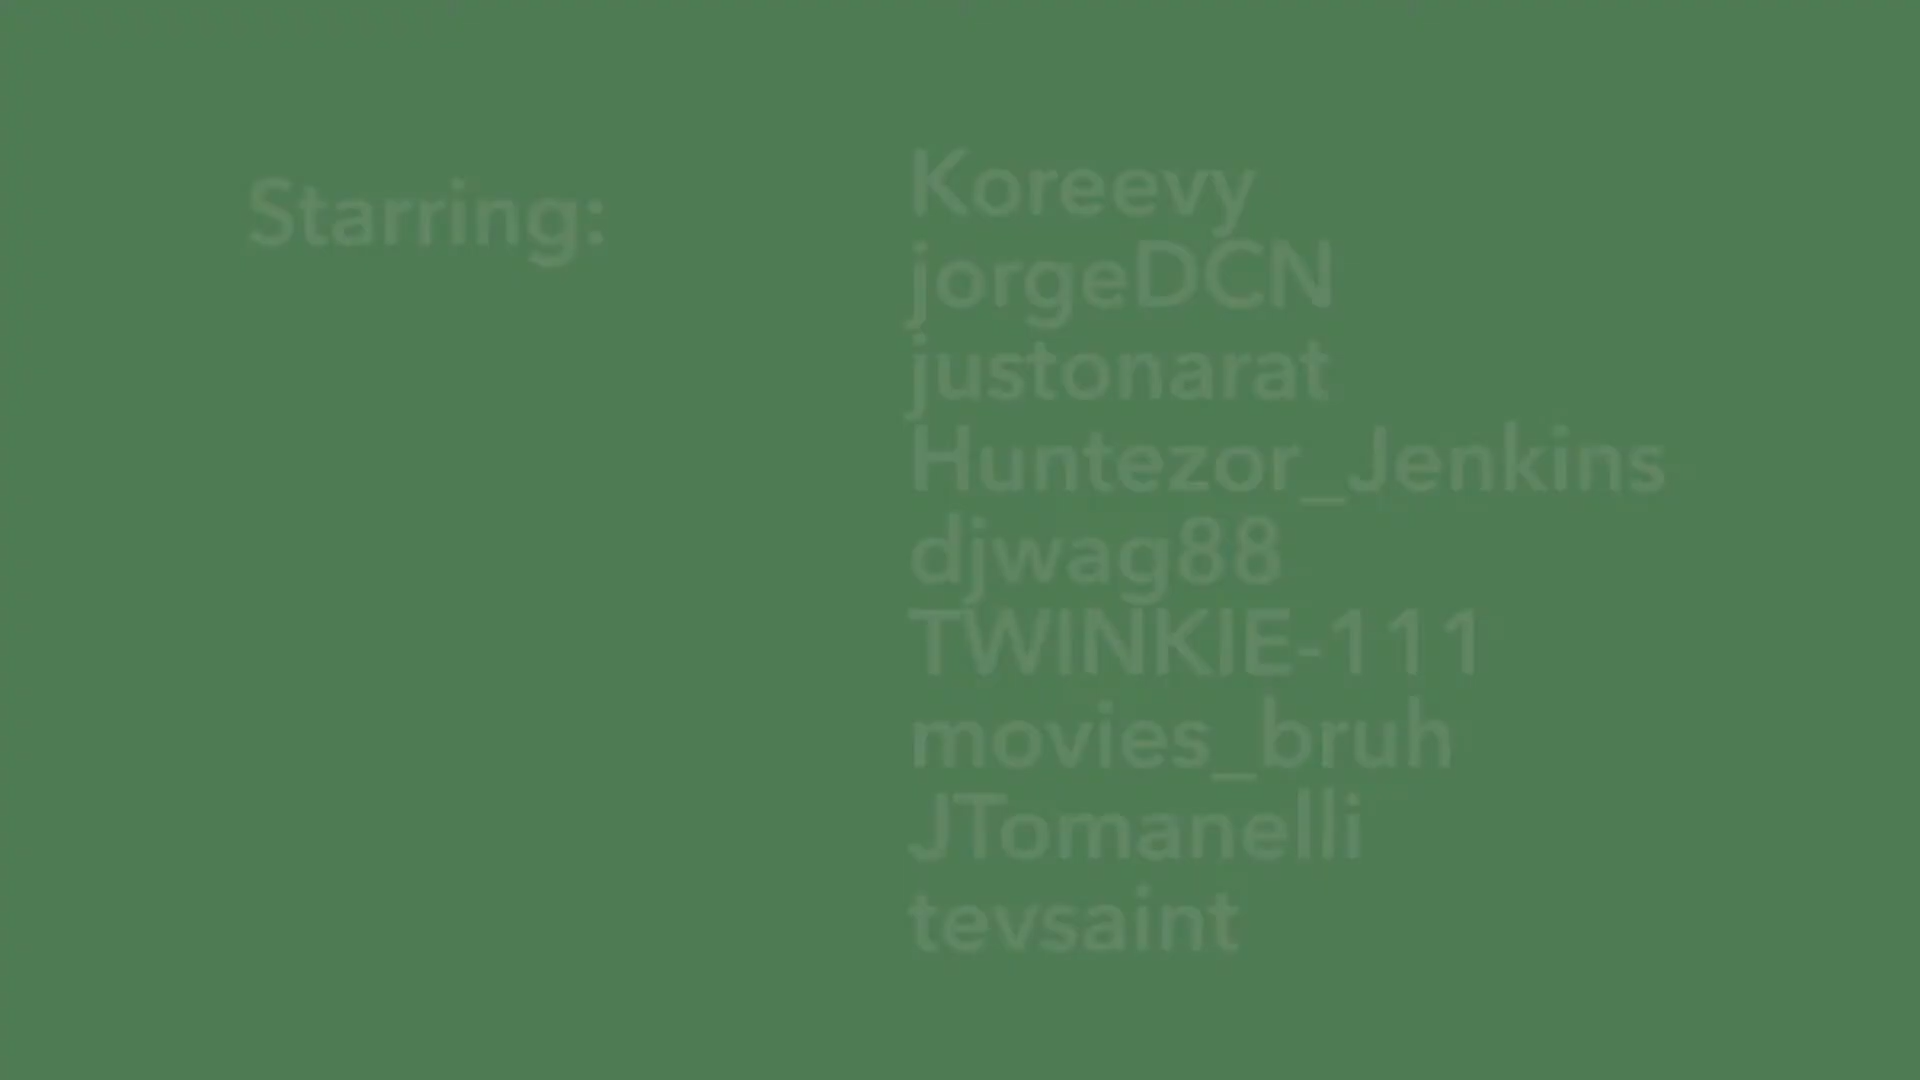 Starring:
Koreevy
jorgeDCN
justonarat
Huntezor_Jenkins
djwag88
TWINKIE-111
movies_bruh
JTomanelli
tevsaint